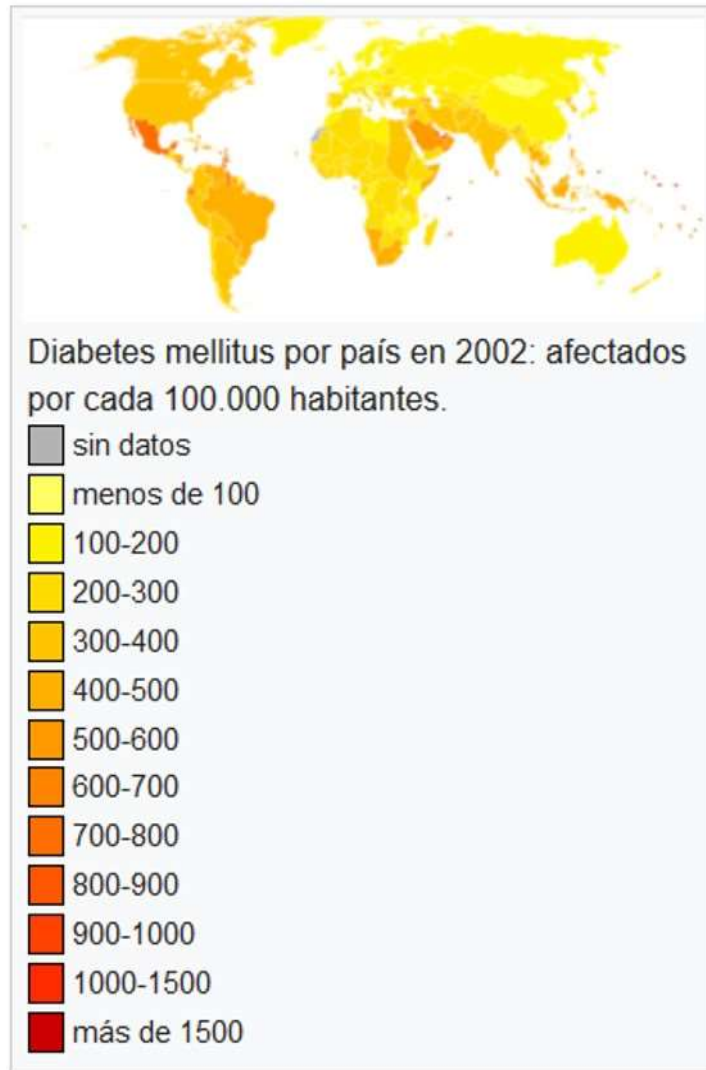 Diabetes mellitus por país en 2002: afectados
por cada 100.000 habitantes.
sin datos
menos de 100
100-200
200-300
300-400
400-500
500-600
600-700
700-800
800-900
900-1000
1000-1500
más de 1500